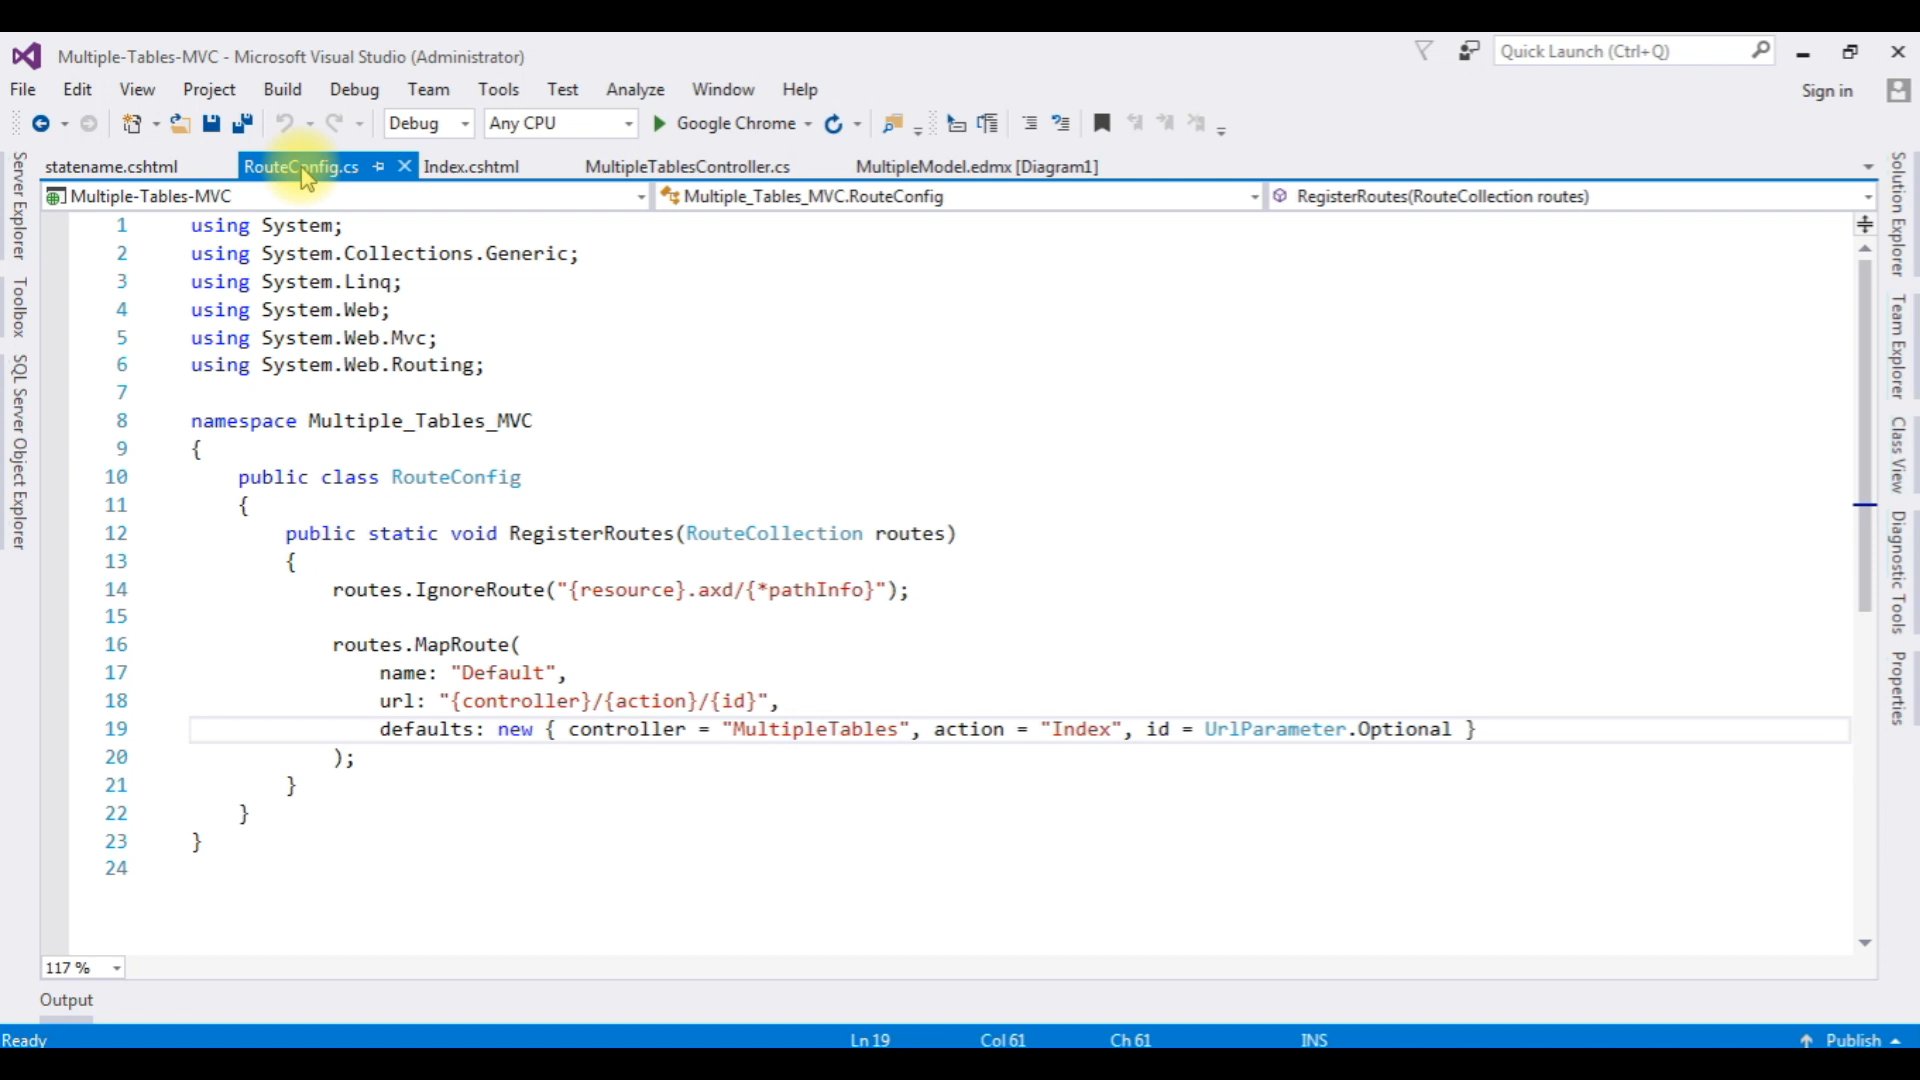 Multiple-Tables-MVC - Microsoft Visual Studio (Administrator)
Quick Launch (Ctrl+Q)
File Edit View Project Build Debug Team Tools Test Analyze Window Help
Sign in
Debug Any CPU Google Chrome
statename.cshtml RouteConfig.cs Index.cshtml MultipleTablesController.cs MultipleModel.edmx [Diagram1]
Multiple-Tables-MVC Multiple_Tables_MVC.RouteConfig RegisterRoutes(RouteCollection routes)
Server Explorer
Toolbox
SQL Server Object Explorer
1 using System;
2 using System.Collections.Generic;
3 using System.Linq;
4 using System.Web;
5 using System.Web.Mvc;
6 using System.Web.Routing;
7
8 namespace Multiple_Tables_MVC
9 {
10 public class RouteConfig
11 {
12 public static void RegisterRoutes(RouteCollection routes)
13 {
14 routes.IgnoreRoute("{resource}.axd/{*pathInfo}");
15
16 routes.MapRoute(
17 name: "Default",
18 url: "{controller}/{action}/{id}",
19 defaults: new { controller = "MultipleTables", action = "Index", id = UrlParameter.Optional }
20 );
21 }
22 }
23 }
24
Solution Explorer
Team Explorer
Class View
Diagnostic Tools
Properties
117 %
Output
Ready Ln 19 Col 61 Ch 61 INS Publish